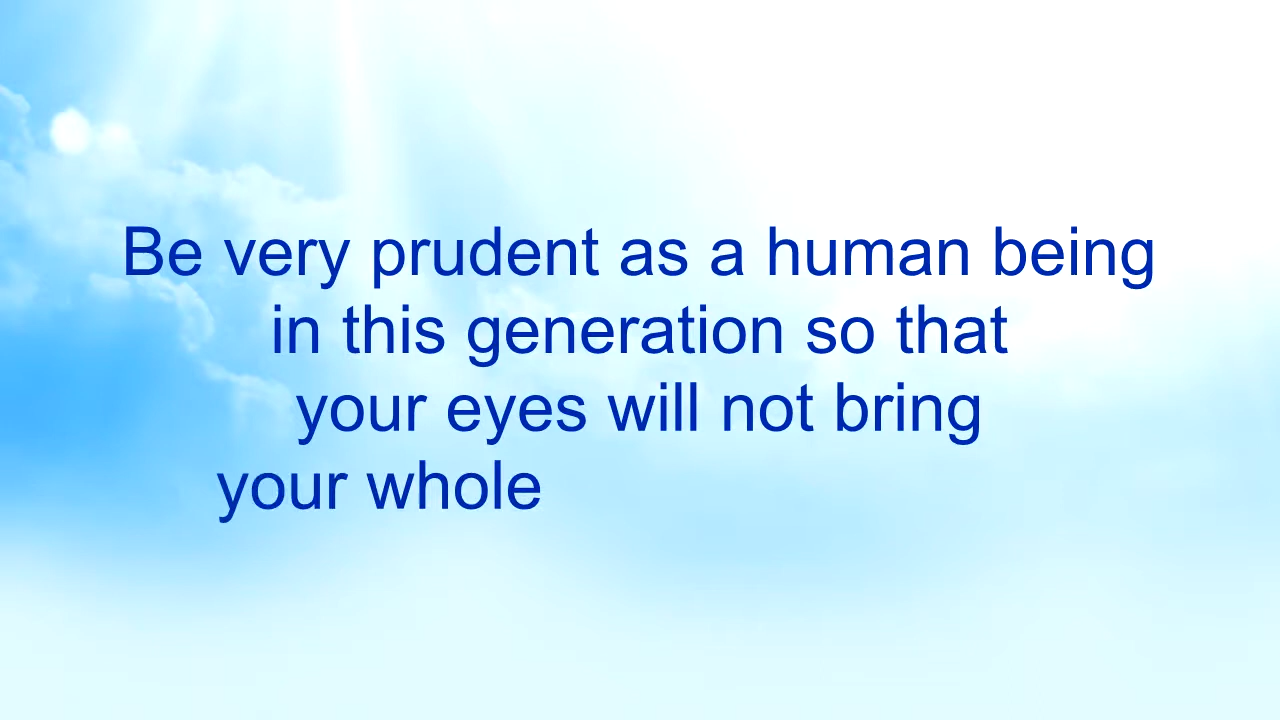 Be very prudent as a human being
in this generation so that
your eyes will not bring
your whole